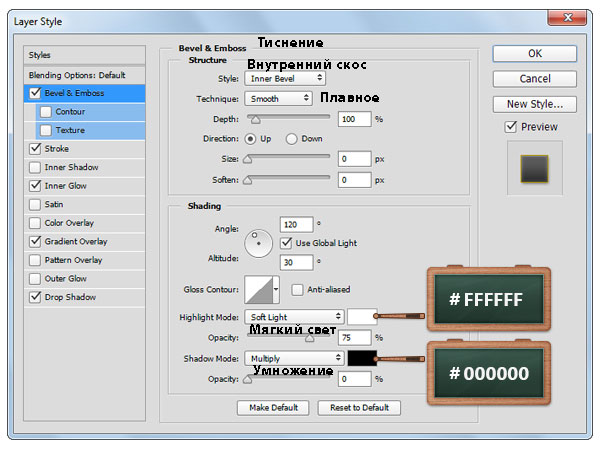 Layer Style
Styles
Blending Options: Default
Bevel & Emboss
Contour
Texture
Stroke
Inner Shadow
Inner Glow
Satin
Color Overlay
Gradient Overlay
Pattern Overlay
Outer Glow
Drop Shadow
Bevel & Emboss
Тиснение
Structure
Внутренний скос
Style: Inner Bevel
Technique: Smooth Плавное
Depth: 100 %
Direction: Up Down
Size: 0 px
Soften: 0 px
Shading
Angle: 120 °
Use Global Light
Altitude: 30 °
Gloss Contour: Anti-aliased
Highlight Mode: Soft Light
Мягкий свет
Opacity: 75 %
Shadow Mode: Multiply
Умножение
Opacity: 0 %
Make Default Reset to Default
OK
Cancel
New Style...
Preview
# FFFFFF
# 000000